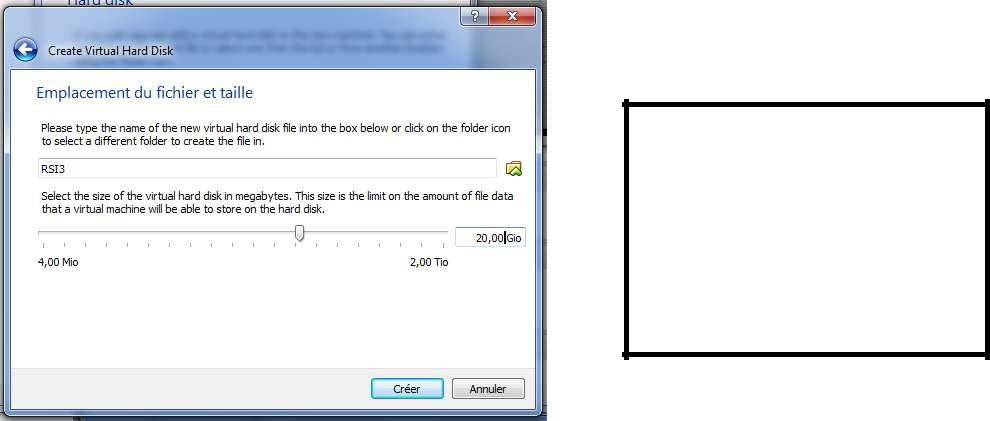 Hard disk
?
Create Virtual Hard Disk
Emplacement du fichier et taille
Please type the name of the new virtual hard disk file into the box below or click on the folder icon
to select a different folder to create the file in.
RSI3
Select the size of the virtual hard disk in megabytes. This size is the limit on the amount of file data
that a virtual machine will be able to store on the hard disk.
20,00 Gio
4,00 Mio 2,00 Tio
Créer Annuler